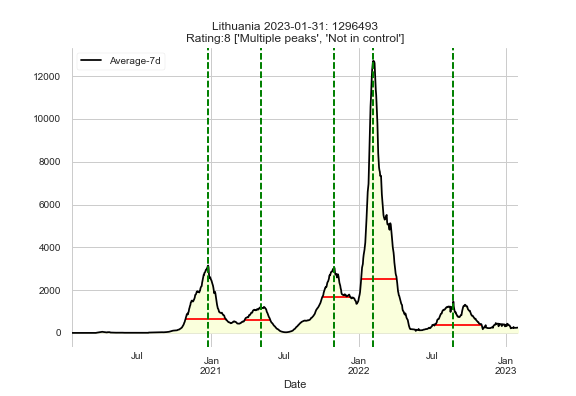 Lithuania 2023-01-31: 1296493
Rating:8 ['Multiple peaks', 'Not in control']
Average-7d
12000
10000
8000
6000
4000
2000
0
Jul
Jan
2021
Jul
Jan
2022
Jul
Jan
2023
Date